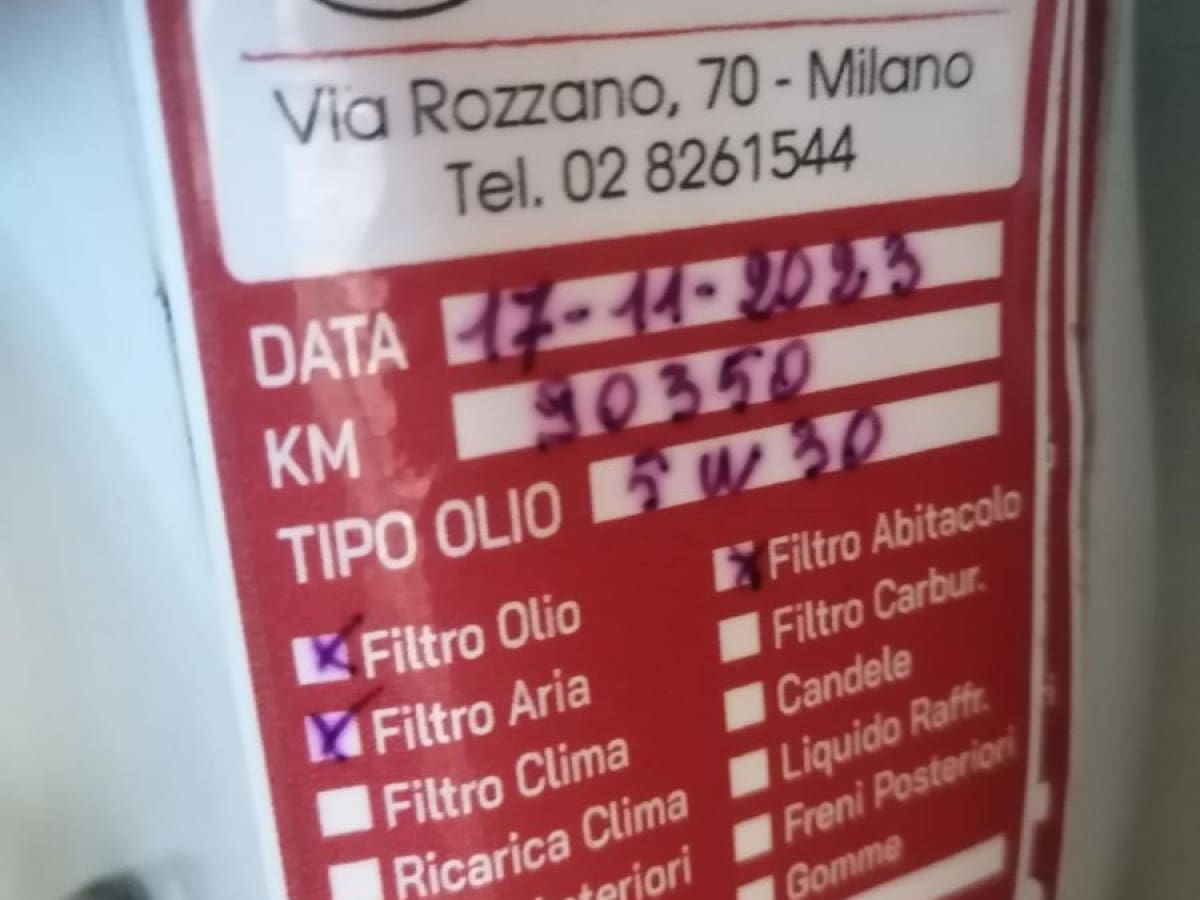 Via Rozzano, 70 - Milano
Tel. 02 8261544
DATA 17-11-2023
KM 90350
TIPO OLIO 5W30
x Filtro Olio
x Filtro Aria
Filtro Clima
Ricarica Clima
x Filtro Abitacolo
Filtro Carbur.
Candele
Liquido Raffr.
Freni Posteriori
Gomme